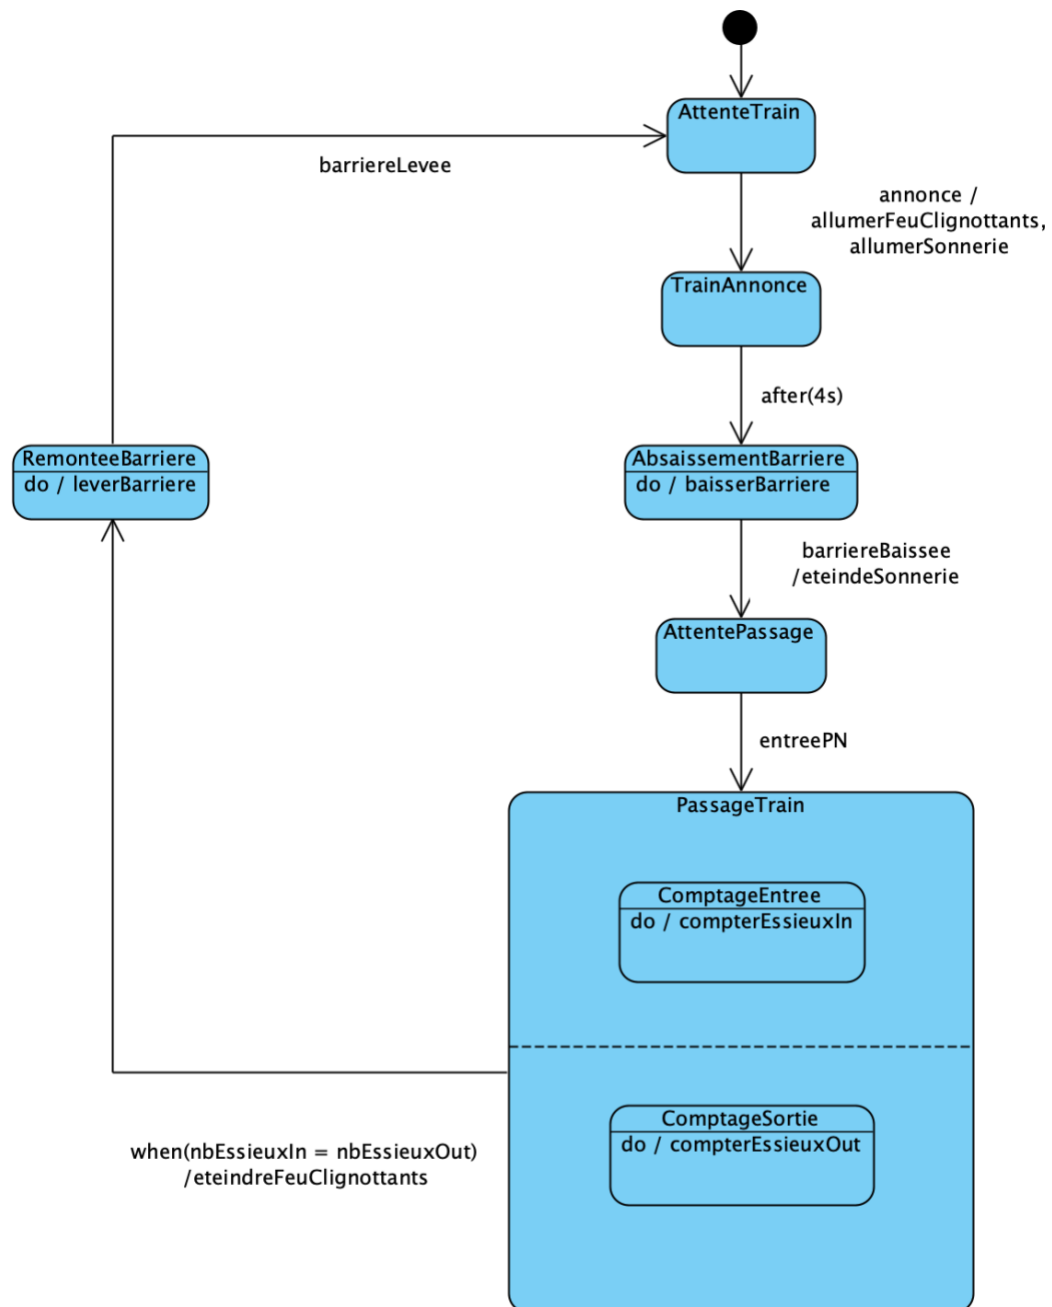 AttenteTrain
barriereLevee
annonce /
allumerFeuClignottants,
allumerSonnerie
TrainAnnonce
after(4s)
RemonteeBarriere
do / leverBarriere
AbsaissementBarriere
do / baisserBarriere
barriereBaissee
/eteindeSonnerie
AttentePassage
entreePN
PassageTrain
ComptageEntree
do / compterEssieuxIn
ComptageSortie
do / compterEssieuxOut
when(nbEssieuxIn = nbEssieuxOut)
/eteindreFeuClignottants